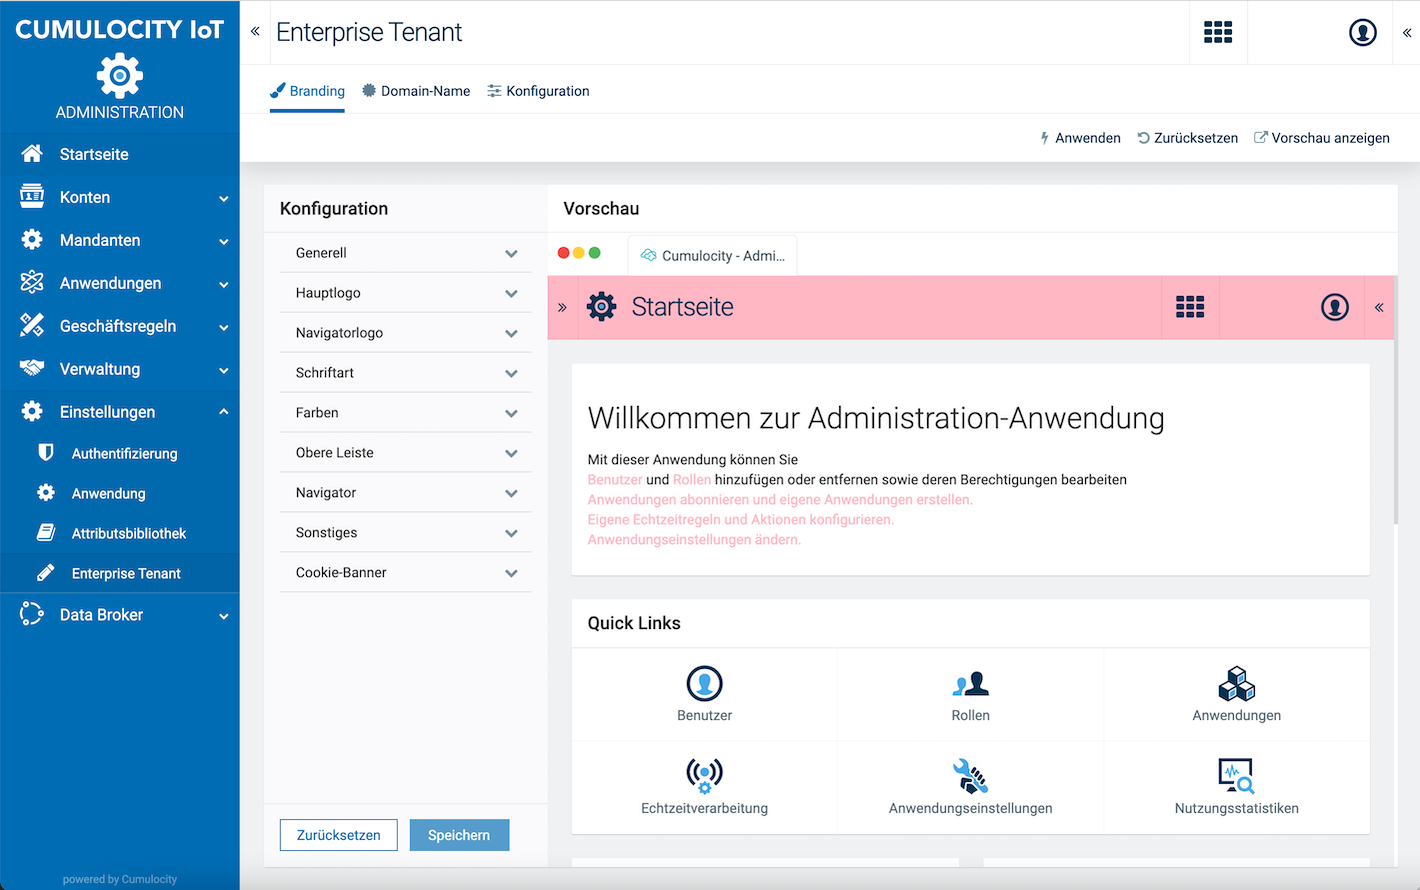 CUMULOCITY IoT
ADMINISTRATION
Startseite
Konten
Mandanten
Anwendungen
Geschäftsregeln
Verwaltung
Einstellungen
Authentifizierung
Anwendung
Attributsbibliothek
Enterprise Tenant
Data Broker
powered by Cumulocity
Enterprise Tenant
Branding Domain-Name Konfiguration
Anwenden Zurücksetzen Vorschau anzeigen
Konfiguration
Generell
Hauptlogo
Navigatorlogo
Schriftart
Farben
Obere Leiste
Navigator
Sonstiges
Cookie-Banner
Zurücksetzen Speichern
Vorschau
Cumulocity - Admi...
Startseite
Willkommen zur Administration-Anwendung
Mit dieser Anwendung können Sie
Benutzer und Rollen hinzufügen oder entfernen sowie deren Berechtigungen bearbeiten
Anwendungen abonnieren und eigene Anwendungen erstellen.
Eigene Echtzeitregeln und Aktionen konfigurieren.
Anwendungseinstellungen ändern.
Quick Links
Benutzer Rollen Anwendungen
Echtzeitverarbeitung Anwendungseinstellungen Nutzungsstatistiken